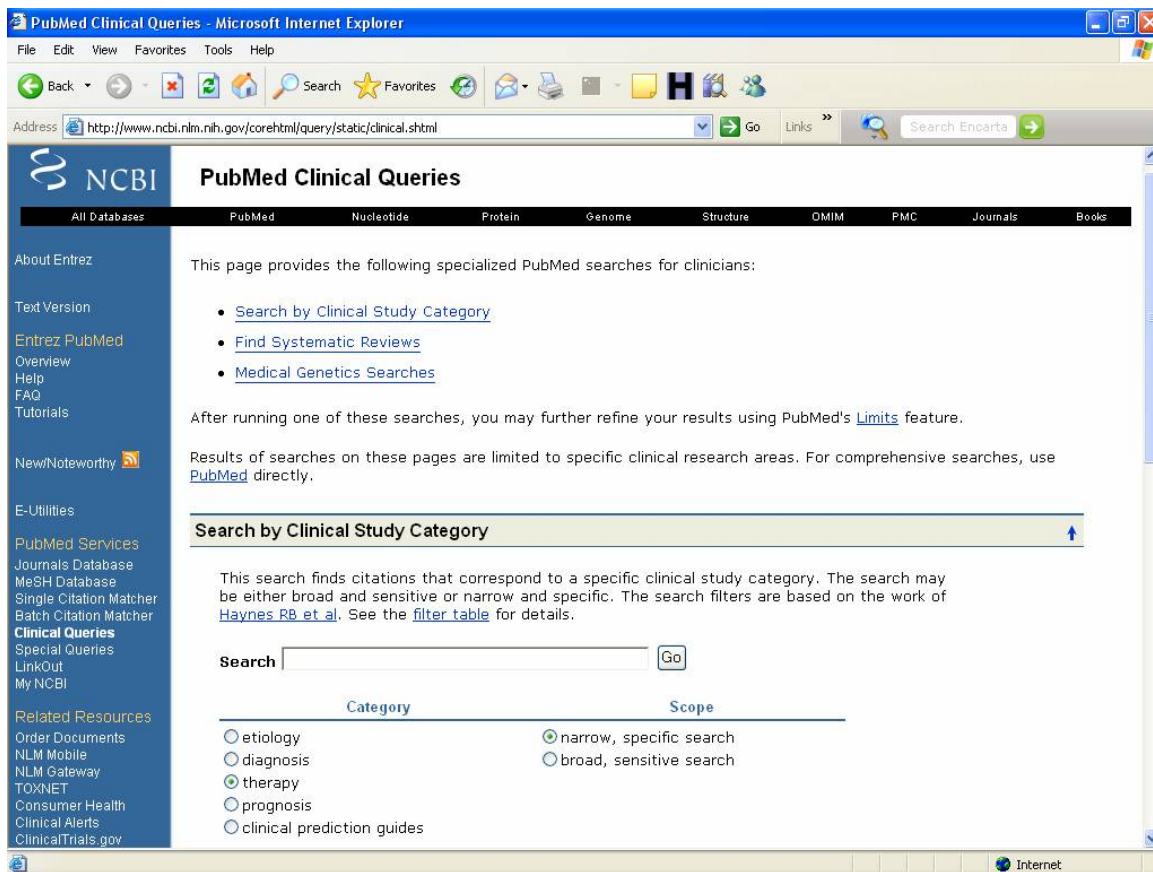 PubMed Clinical Queries - Microsoft Internet Explorer
File Edit View Favorites Tools Help
Back Search Favorites
Address http://www.ncbi.nlm.nih.gov/corehtml/query/static/clinical.shtml Go Links » Search Encarta
NCBI PubMed Clinical Queries
All Databases PubMed Nucleotide Protein Genome Structure OMIM PMC Journals Books
About Entrez
Text Version
Entrez PubMed
Overview
Help
FAQ
Tutorials
New/Noteworthy
E-Utilities
PubMed Services
Journals Database
MeSH Database
Single Citation Matcher
Batch Citation Matcher
Clinical Queries
Special Queries
LinkOut
My NCBI
Related Resources
Order Documents
NLM Mobile
NLM Gateway
TOXNET
Consumer Health
Clinical Alerts
ClinicalTrials.gov
This page provides the following specialized PubMed searches for clinicians:
• Search by Clinical Study Category
• Find Systematic Reviews
• Medical Genetics Searches
After running one of these searches, you may further refine your results using PubMed's Limits feature.
Results of searches on these pages are limited to specific clinical research areas. For comprehensive searches, use
PubMed directly.
Search by Clinical Study Category
This search finds citations that correspond to a specific clinical study category. The search may
be either broad and sensitive or narrow and specific. The search filters are based on the work of
Haynes RB et al. See the filter table for details.
Search Go
Category Scope
etiology narrow, specific search
diagnosis broad, sensitive search
therapy
prognosis
clinical prediction guides
Internet